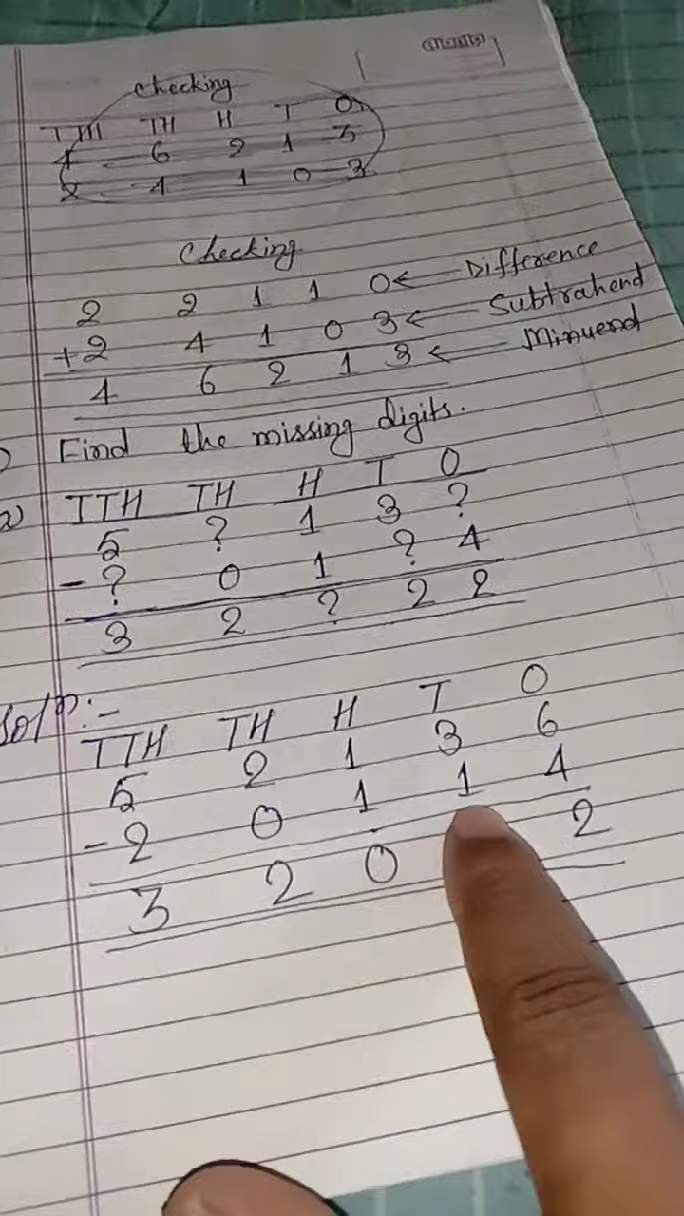 checking
T TH TH H T O
4 6 2 1 3
2 4 1 0 3
Checking
2 2 1 1 0 ← Difference
+2 4 1 0 3 ← Subtrahend
4 6 2 1 3 ← Minuend
Find the missing digits.
a) TTH TH H T O
5 ? 1 3 ?
- ? 0 1 ? 4
3 2 ? 2 2
Solⁿ:-
TTH TH H T O
5 2 1 3 6
- 2 0 1 1 4
3 2 0 2